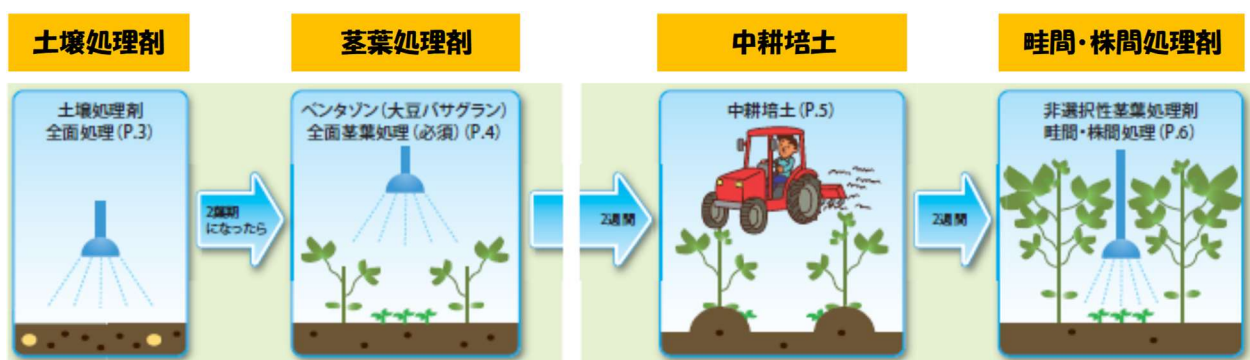 土壌処理剤
茎葉処理剤
中耕培土
畦間・株間処理剤
土壌処理剤
全面処理(P.3)
2葉期
になったら
ベンタゾン(大豆バサグラン)
全面茎葉処理(必須)(P.4)
2週間
中耕培土(P.5)
2週間
非選択性茎葉処理剤
畦間・株間処理(P.6)